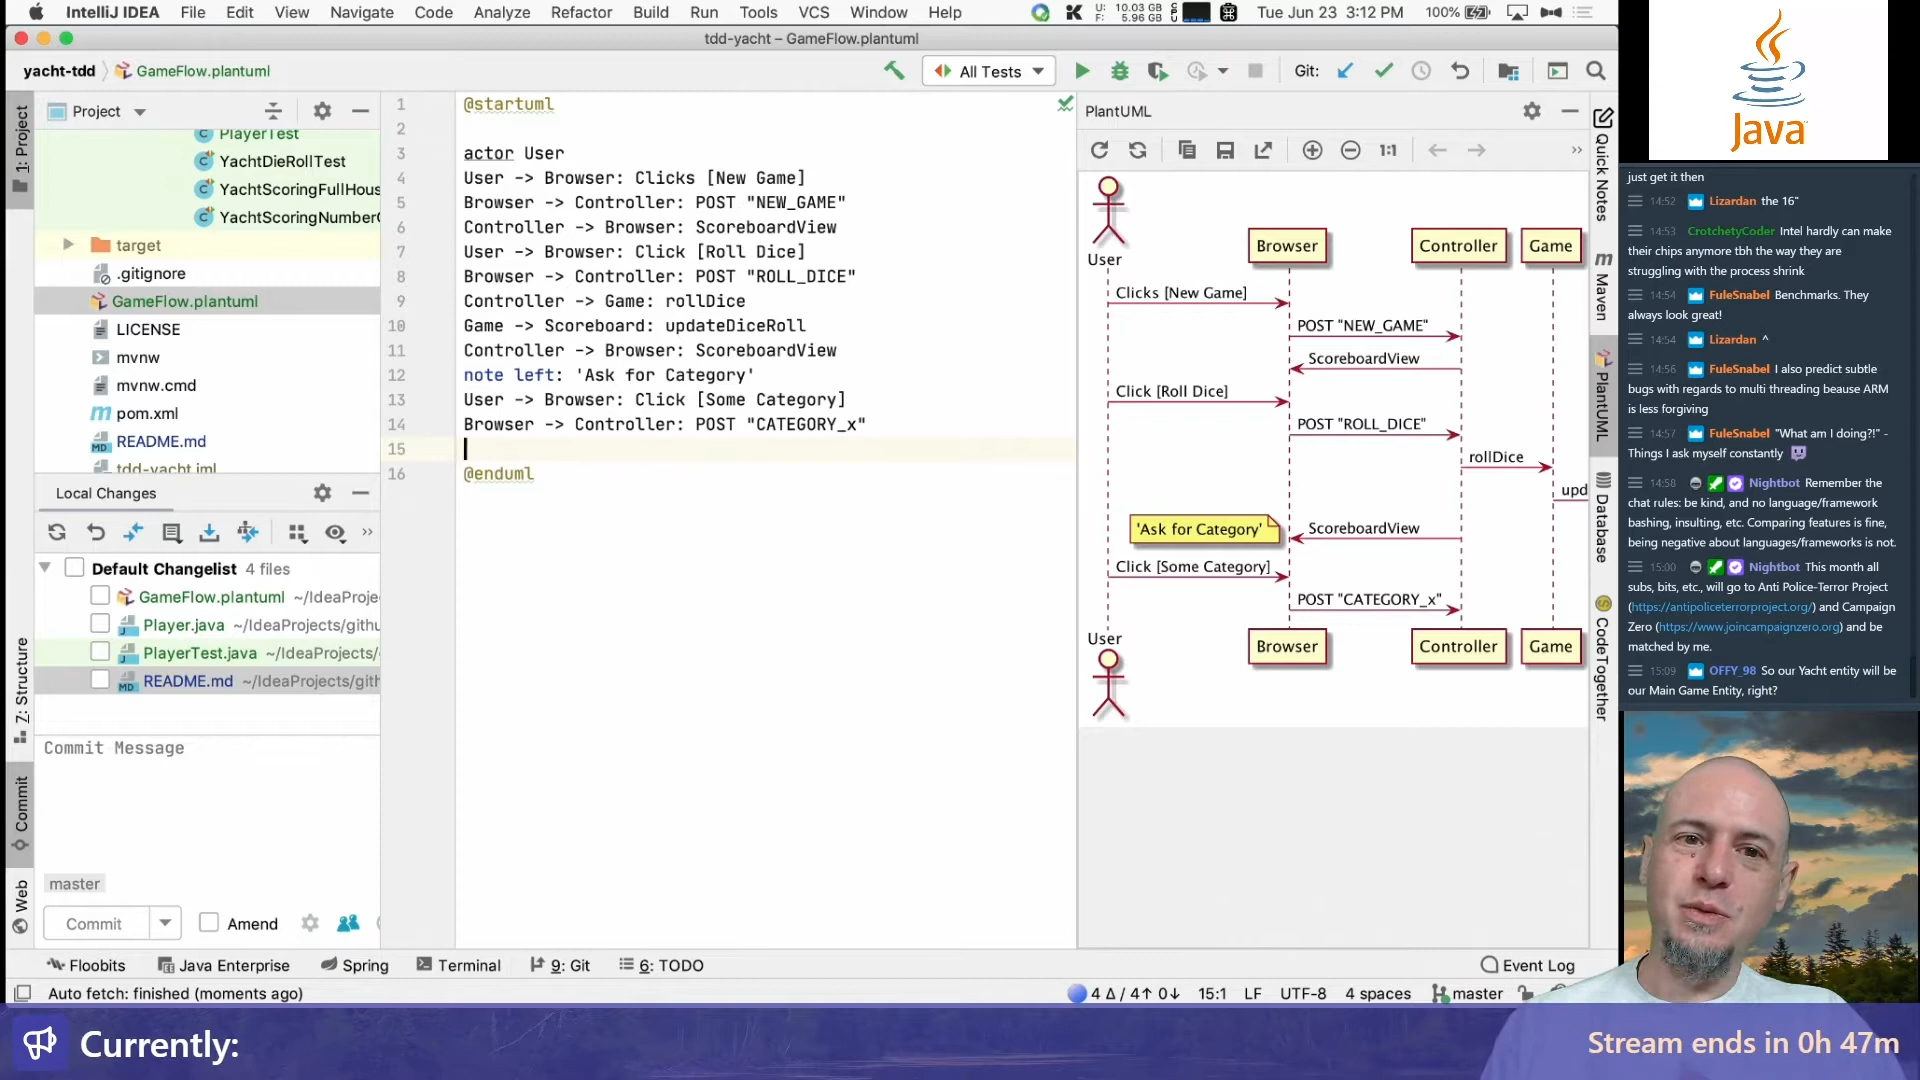 IntelliJ IDEA File Edit View Navigate Code Analyze Refactor Build Run Tools VCS Window Help
U: 10.03 GB
F: 5.96 GB
Tue Jun 23 3:12 PM 100%
tdd-yacht – GameFlow.plantuml
yacht-tdd GameFlow.plantuml
All Tests
Git:
1: Project
Z: Structure
Commit
Web
Project
PlayerTest
YachtDieRollTest
YachtScoringFullHous
YachtScoringNumber
target
.gitignore
GameFlow.plantuml
LICENSE
mvnw
mvnw.cmd
pom.xml
README.md
tdd-yacht.iml
Local Changes
Default Changelist 4 files
GameFlow.plantuml ~/IdeaProje
Player.java ~/IdeaProjects/githu
PlayerTest.java ~/IdeaProjects/
README.md ~/IdeaProjects/gith
Commit Message
master
Commit
Amend
1 @startuml
2
3 actor User
4 User -> Browser: Clicks [New Game]
5 Browser -> Controller: POST "NEW_GAME"
6 Controller -> Browser: ScoreboardView
7 User -> Browser: Click [Roll Dice]
8 Browser -> Controller: POST "ROLL_DICE"
9 Controller -> Game: rollDice
10 Game -> Scoreboard: updateDiceRoll
11 Controller -> Browser: ScoreboardView
12 note left: 'Ask for Category'
13 User -> Browser: Click [Some Category]
14 Browser -> Controller: POST "CATEGORY_x"
15
16 @enduml
PlantUML
1:1
User
Browser
Controller
Game
Clicks [New Game]
POST "NEW_GAME"
ScoreboardView
Click [Roll Dice]
POST "ROLL_DICE"
rollDice
upd
'Ask for Category'
ScoreboardView
Click [Some Category]
POST "CATEGORY_x"
User
Browser
Controller
Game
Quick Notes
Maven
PlantUML
Database
CodeTogether
Floobits
Java Enterprise
Spring
Terminal
9: Git
6: TODO
Event Log
Auto fetch: finished (moments ago)
4 Δ / 4↑ 0↓ 15:1 LF UTF-8 4 spaces master
Java
just get it then
14:52 Lizardan the 16"
14:53 CrotchetyCoder Intel hardly can make
their chips anymore tbh the way they are
struggling with the process shrink
14:54 FuleSnabel Benchmarks. They
always look great!
14:54 Lizardan ^
14:56 FuleSnabel I also predict subtle
bugs with regards to multi threading beause ARM
is less forgiving
14:57 FuleSnabel "What am I doing?!" -
Things I ask myself constantly
14:58 Nightbot Remember the
chat rules: be kind, and no language/framework
bashing, insulting, etc. Comparing features is fine,
being negative about languages/frameworks is not.
15:00 Nightbot This month all
subs, bits, etc., will go to Anti Police-Terror Project
(https://antipoliceterrorproject.org/) and Campaign
Zero (https://www.joincampaignzero.org) and be
matched by me.
15:09 OFFY_98 So our Yacht entity will be
our Main Game Entity, right?
Currently:
Stream ends in 0h 47m